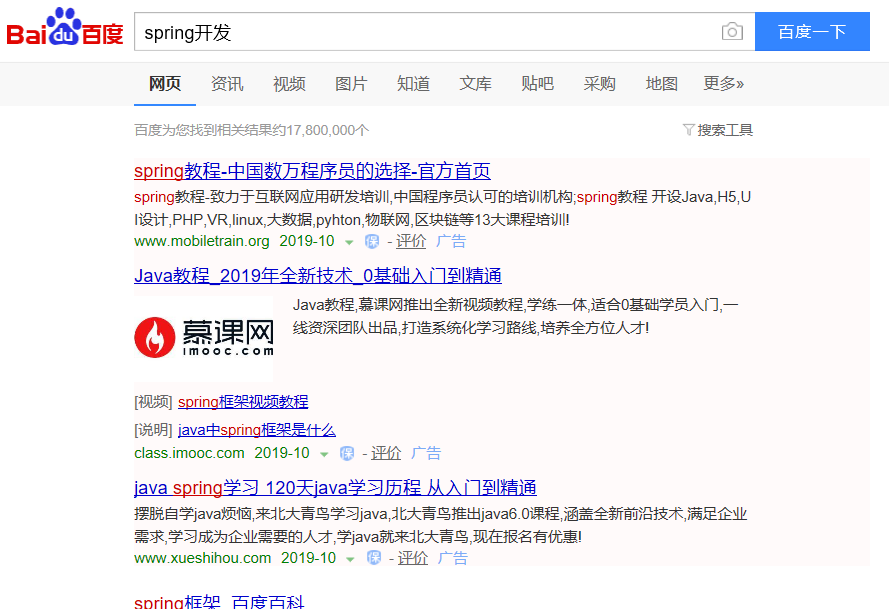 Bai du 百度 spring开发 百度一下
网页 资讯 视频 图片 知道 文库 贴吧 采购 地图 更多»
百度为您找到相关结果约17,800,000个 搜索工具
spring教程-中国数万程序员的选择-官方首页
spring教程-致力于互联网应用研发培训,中国程序员认可的培训机构;spring教程 开设Java,H5,U
I设计,PHP,VR,linux,大数据,pyhton,物联网,区块链等13大课程培训!
www.mobiletrain.org 2019-10 保 - 评价 广告
Java教程_2019年全新技术_0基础入门到精通
慕课网
imooc.com
Java教程,慕课网推出全新视频教程,学练一体,适合0基础学员入门,一
线资深团队出品,打造系统化学习路线,培养全方位人才!
[视频] spring框架视频教程
[说明] java中spring框架是什么
class.imooc.com 2019-10 保 - 评价 广告
java spring学习 120天java学习历程 从入门到精通
摆脱自学java烦恼,来北大青鸟学习java,北大青鸟推出java6.0课程,涵盖全新前沿技术,满足企业
需求,学习成为企业需要的人才,学java就来北大青鸟,现在报名有优惠!
www.xueshihou.com 2019-10 保 - 评价 广告
spring框架_百度百科